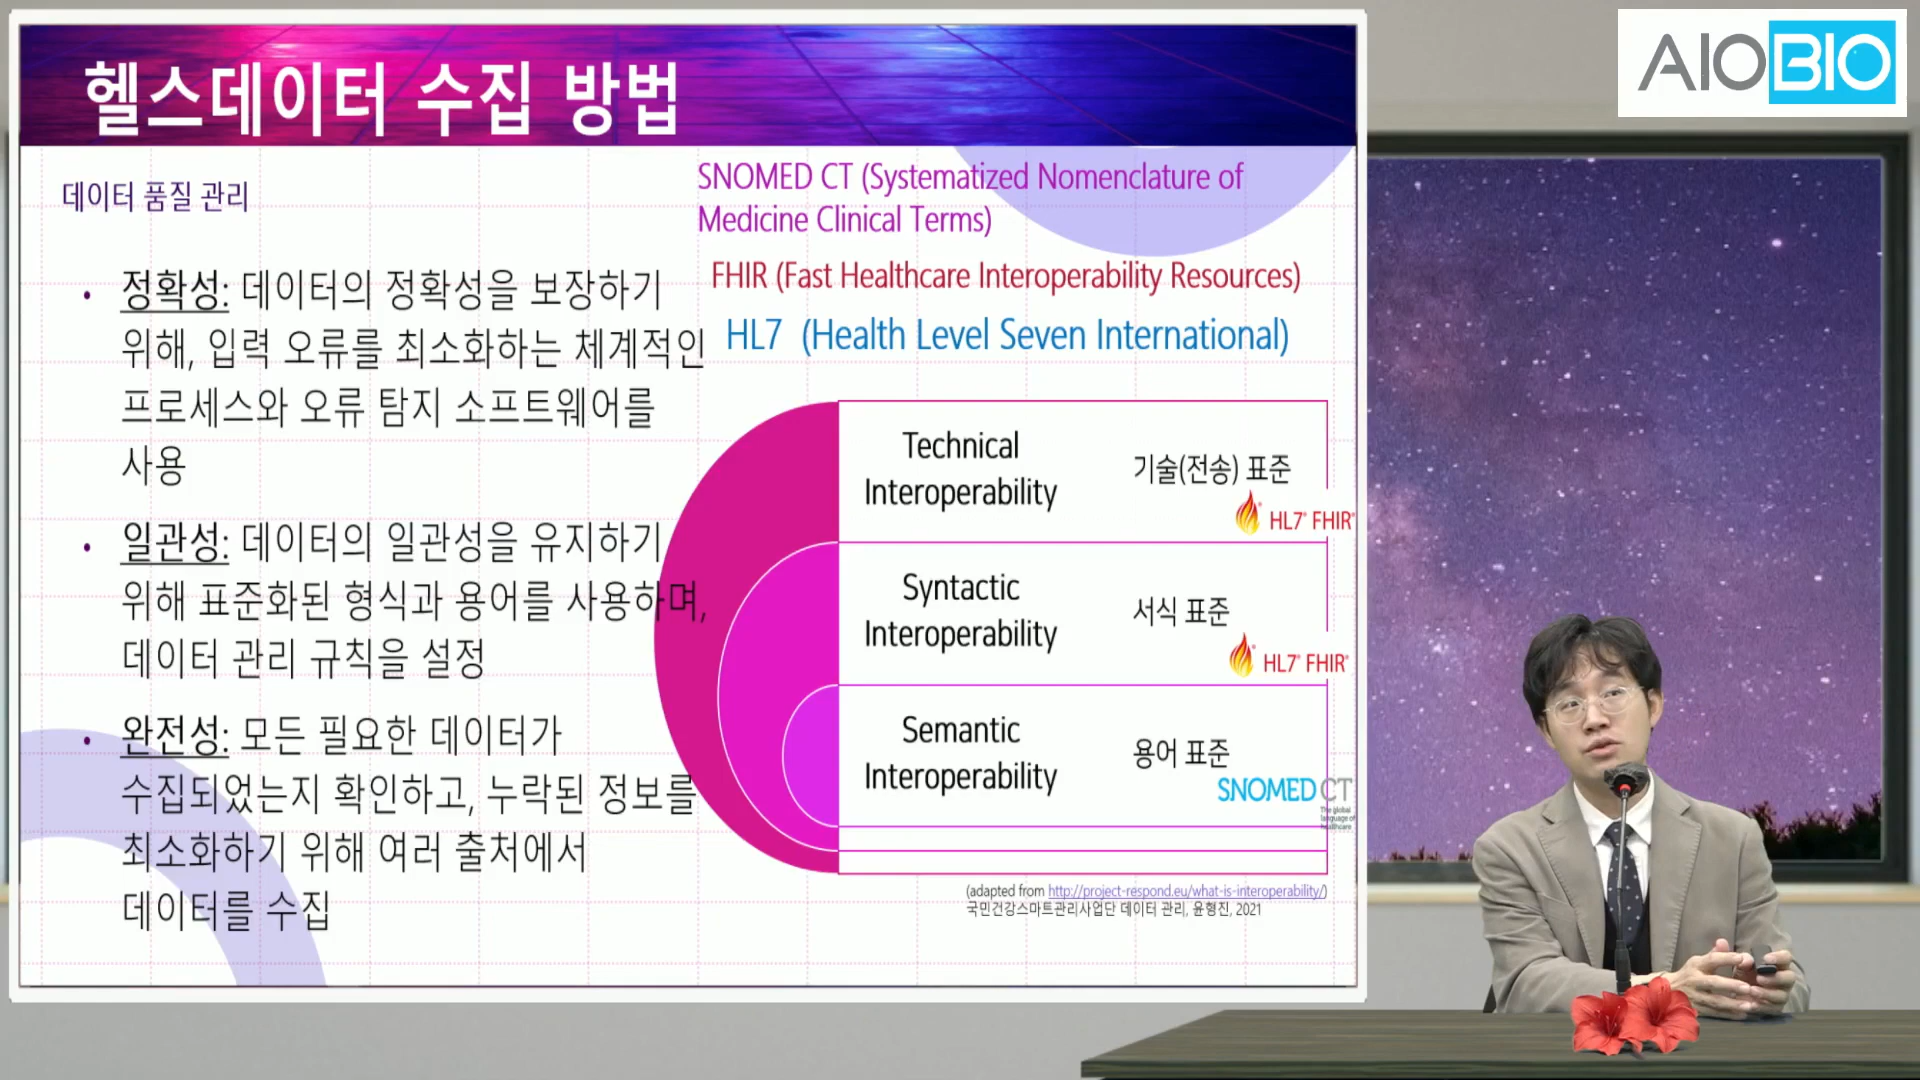 헬스데이터 수집 방법
AIOBIO
데이터 품질 관리
• 정확성: 데이터의 정확성을 보장하기
위해, 입력 오류를 최소화하는 체계적인
프로세스와 오류 탐지 소프트웨어를
사용
• 일관성: 데이터의 일관성을 유지하기
위해 표준화된 형식과 용어를 사용하며,
데이터 관리 규칙을 설정
• 완전성: 모든 필요한 데이터가
수집되었는지 확인하고, 누락된 정보를
최소화하기 위해 여러 출처에서
데이터를 수집
SNOMED CT (Systematized Nomenclature of
Medicine Clinical Terms)
FHIR (Fast Healthcare Interoperability Resources)
HL7 (Health Level Seven International)
Technical
Interoperability
기술(전송) 표준
HL7® FHIR®
Syntactic
Interoperability
서식 표준
HL7® FHIR®
Semantic
Interoperability
용어 표준
SNOMED CT
The global
language of
healthcare
(adapted from http://project-respond.eu/what-is-interoperability/)
국민건강스마트관리사업단 데이터 관리, 윤형진, 2021